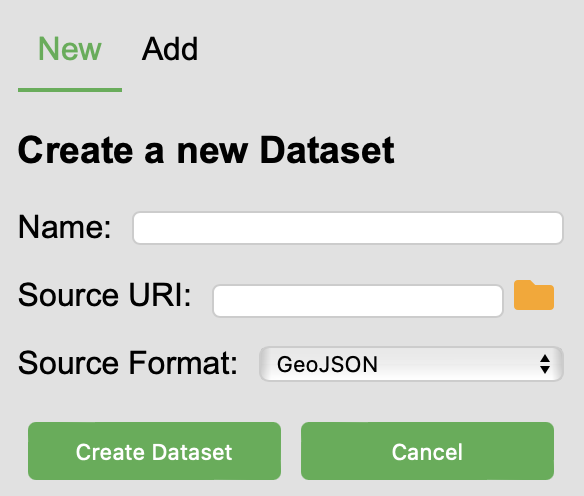 New Add
Create a new Dataset
Name:
Source URI:
Source Format: GeoJSON
Create Dataset Cancel